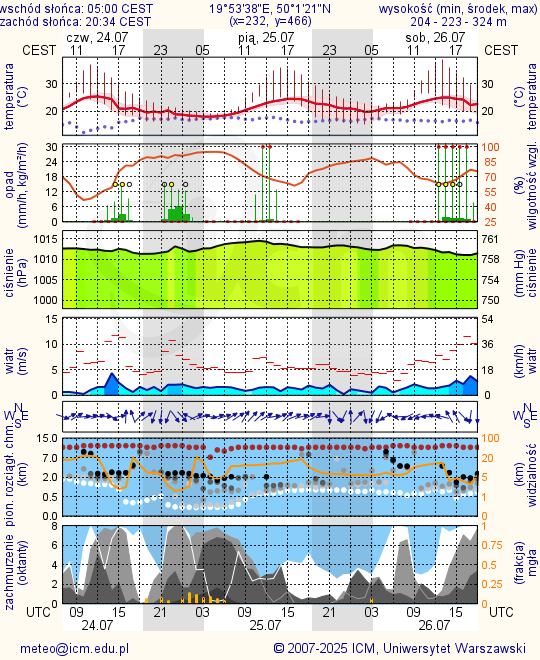 wschód słońca: 05:00 CEST 19°53'38"E, 50°1'21"N wysokość (min, środek, max)
zachód słońca: 20:34 CEST (x=232, y=466) 204 - 223 - 324 m
czw, 24.07 pią, 25.07 sob, 26.07
CEST 11 17 23 05 11 17 23 05 11 17 CEST
temperatura
(°C)
30
20
30
20
temperatura
(°C)
opad
(mm/h, kg/m²/h)
30
24
18
12
6
0
100
85
70
55
40
25
(%)
wilgotność wzgl.
ciśnienie
(hPa)
1015
1010
1005
1000
761
758
754
750
(mm Hg)
ciśnienie
wiatr
(m/s)
15
10
5
0
54
36
18
0
(km/h)
wiatr
N
W E
S
N
W E
S
pion. rozciągł. chm.
(km)
15.0
7.0
2.0
0.5
0.0
100
20
5
1
0
(km)
widzialność
zachmurzenie
(oktanty)
8
6
4
2
0
1
0.75
0.5
0.25
0
(frakcja)
mgła
UTC 09 15 21 03 09 15 21 03 09 15 UTC
24.07 25.07 26.07
meteo@icm.edu.pl © 2007-2025 ICM, Uniwersytet Warszawski